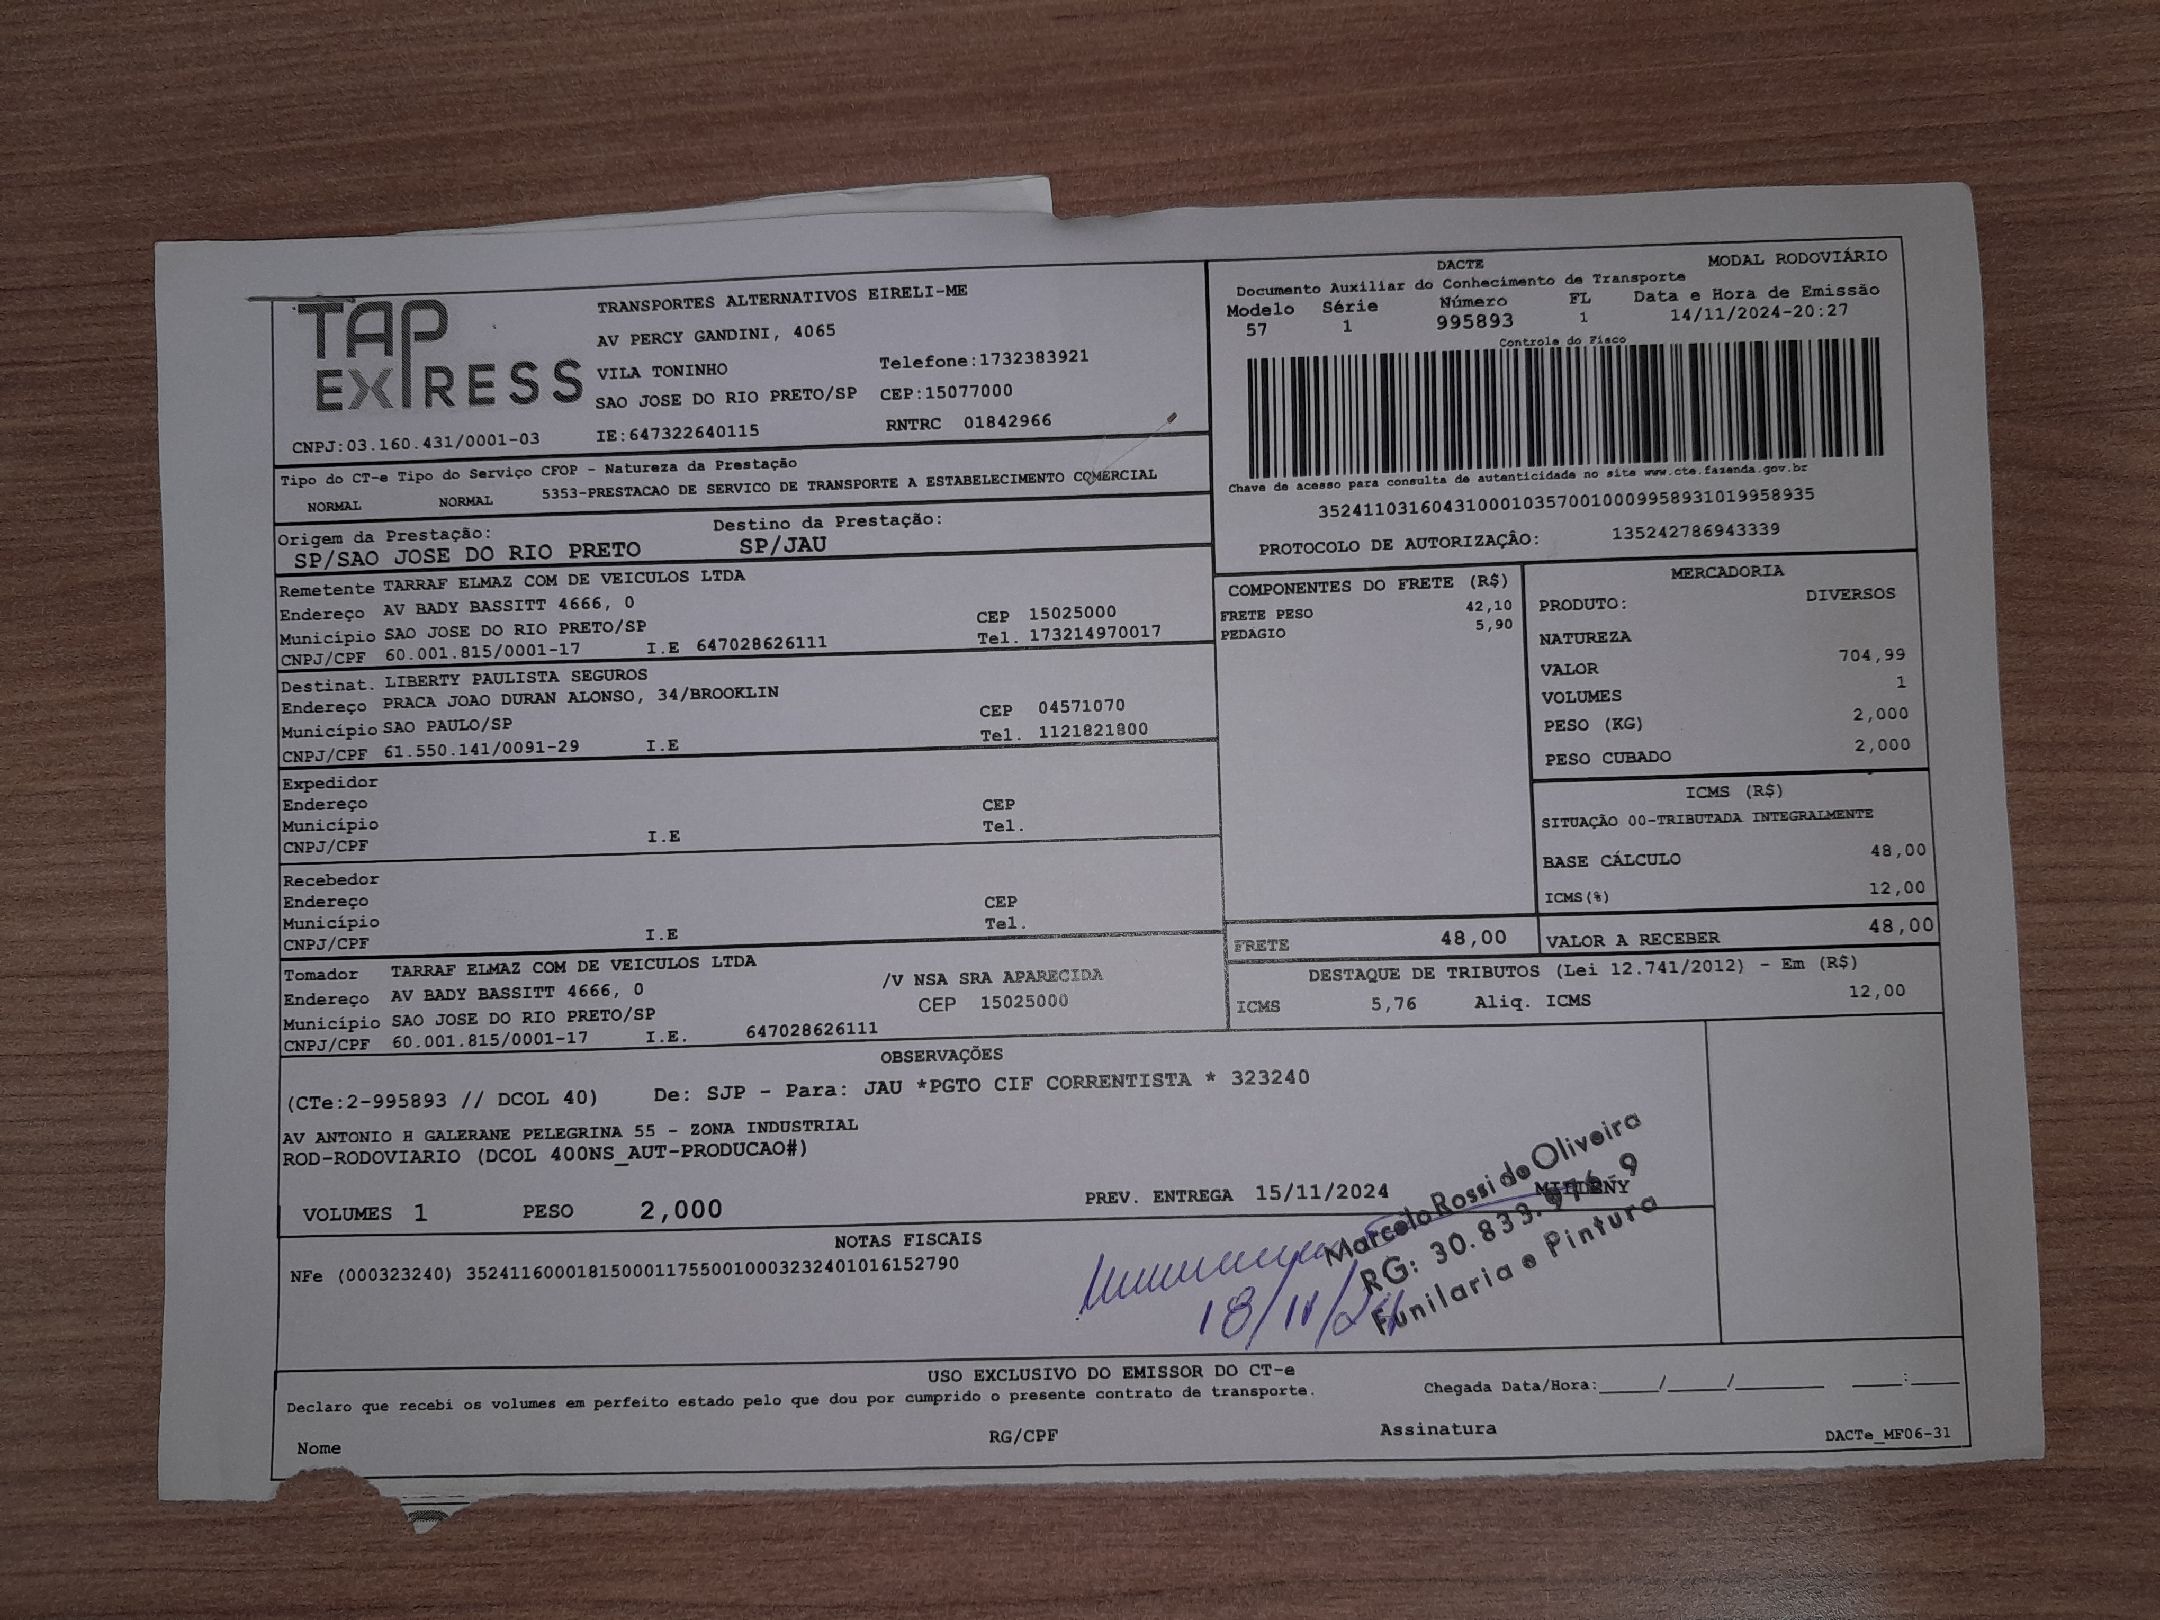 TAP EXPRESS
TRANSPORTES ALTERNATIVOS EIRELI-ME
AV PERCY GANDINI, 4065
VILA TONINHO Telefone:1732383921
SAO JOSE DO RIO PRETO/SP CEP:15077000
CNPJ:03.160.431/0001-03 IE:647322640115 RNTRC 01842966
DACTE MODAL RODOVIÁRIO
Documento Auxiliar do Conhecimento de Transporte
Modelo Série Número FL Data e Hora de Emissão
57 1 995893 1 14/11/2024-20:27
Controle do Fisco
Chave de acesso para consulta de autenticidade no site www.cte.fazenda.gov.br
35241103160431000103570010009958931019958935
PROTOCOLO DE AUTORIZAÇÃO: 135242786943339
Tipo do CT-e Tipo do Serviço CFOP - Natureza da Prestação
NORMAL NORMAL 5353-PRESTACAO DE SERVICO DE TRANSPORTE A ESTABELECIMENTO COMERCIAL
Origem da Prestação: Destino da Prestação:
SP/SAO JOSE DO RIO PRETO SP/JAU
Remetente TARRAF ELMAZ COM DE VEICULOS LTDA
Endereço AV BADY BASSITT 4666, 0 CEP 15025000
Município SAO JOSE DO RIO PRETO/SP Tel. 173214970017
CNPJ/CPF 60.001.815/0001-17 I.E 647028626111
Destinat. LIBERTY PAULISTA SEGUROS
Endereço PRACA JOAO DURAN ALONSO, 34/BROOKLIN CEP 04571070
Município SAO PAULO/SP Tel. 1121821800
CNPJ/CPF 61.550.141/0091-29 I.E
Expedidor
Endereço CEP
Município Tel.
CNPJ/CPF I.E
Recebedor
Endereço CEP
Município Tel.
CNPJ/CPF I.E
Tomador TARRAF ELMAZ COM DE VEICULOS LTDA
Endereço AV BADY BASSITT 4666, 0 /V NSA SRA APARECIDA
Município SAO JOSE DO RIO PRETO/SP CEP 15025000
CNPJ/CPF 60.001.815/0001-17 I.E. 647028626111
COMPONENTES DO FRETE (R$)
FRETE PESO 42,10
PEDAGIO 5,90
MERCADORIA
PRODUTO: DIVERSOS
NATUREZA
VALOR 704,99
VOLUMES 1
PESO (KG) 2,000
PESO CUBADO 2,000
ICMS (R$)
SITUAÇÃO 00-TRIBUTADA INTEGRALMENTE
BASE CÁLCULO 48,00
ICMS(%) 12,00
FRETE 48,00 VALOR A RECEBER 48,00
DESTAQUE DE TRIBUTOS (Lei 12.741/2012) - Em (R$)
ICMS 5,76 Aliq. ICMS 12,00
OBSERVAÇÕES
(CTe:2-995893 // DCOL 40) De: SJP - Para: JAU *PGTO CIF CORRENTISTA * 323240
AV ANTONIO H GALERANE PELEGRINA 55 - ZONA INDUSTRIAL
ROD-RODOVIARIO (DCOL 400NS_AUT-PRODUCAO#)
VOLUMES 1 PESO 2,000 PREV. ENTREGA 15/11/2024
Marcelo Rossi de Oliveira
RG: 30.833. -9
Funilaria e Pintura
18/11/24
NOTAS FISCAIS
NFe (000323240) 35241160001815000117550010003232401016152790
USO EXCLUSIVO DO EMISSOR DO CT-e
Declaro que recebi os volumes em perfeito estado pelo que dou por cumprido o presente contrato de transporte. Chegada Data/Hora:_____/_____/________ ____:____
Nome RG/CPF Assinatura DACTe_MF06-31